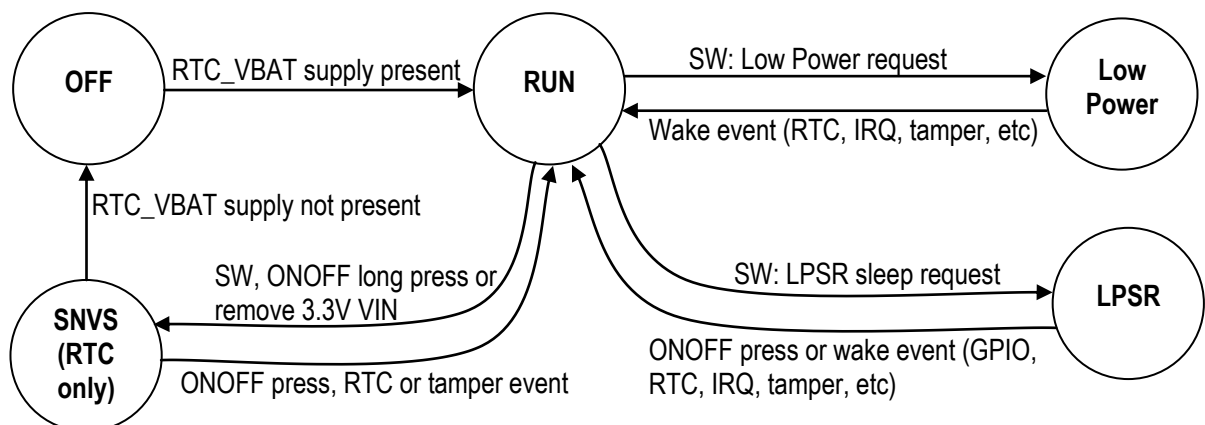 OFF
RTC_VBAT supply present
RUN
SW: Low Power request
Low
Power
Wake event (RTC, IRQ, tamper, etc)
RTC_VBAT supply not present
SW, ONOFF long press or
remove 3.3V VIN
SW: LPSR sleep request
LPSR
SNVS
(RTC
only)
ONOFF press, RTC or tamper event
ONOFF press or wake event (GPIO,
RTC, IRQ, tamper, etc)